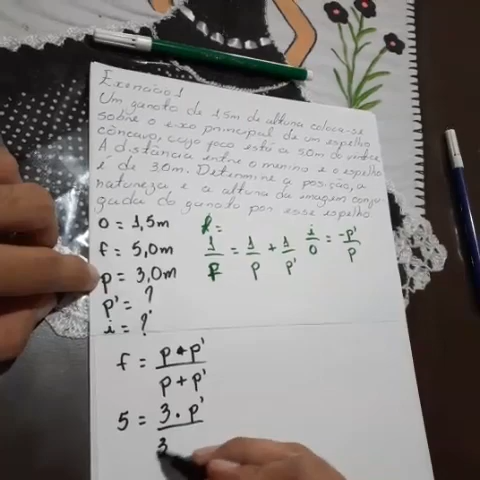 Exercício 1
Um garoto de 1,5m de altura coloca-se
sobre o eixo principal de um espelho
côncavo, cujo foco está a 5,0m do vértice
A distância entre o menino e o espelho
é de 3,0m. Determine a posição, a
natureza e a altura da imagem conju-
gada do garoto por esse espelho.
o = 1,5m
f = 5,0m
p = 3,0m
p' = ?
i = ?
1/f = 1/p + 1/p' i/o = -p'/p
f = p • p' / p + p'
5 = 3 . p' / 3